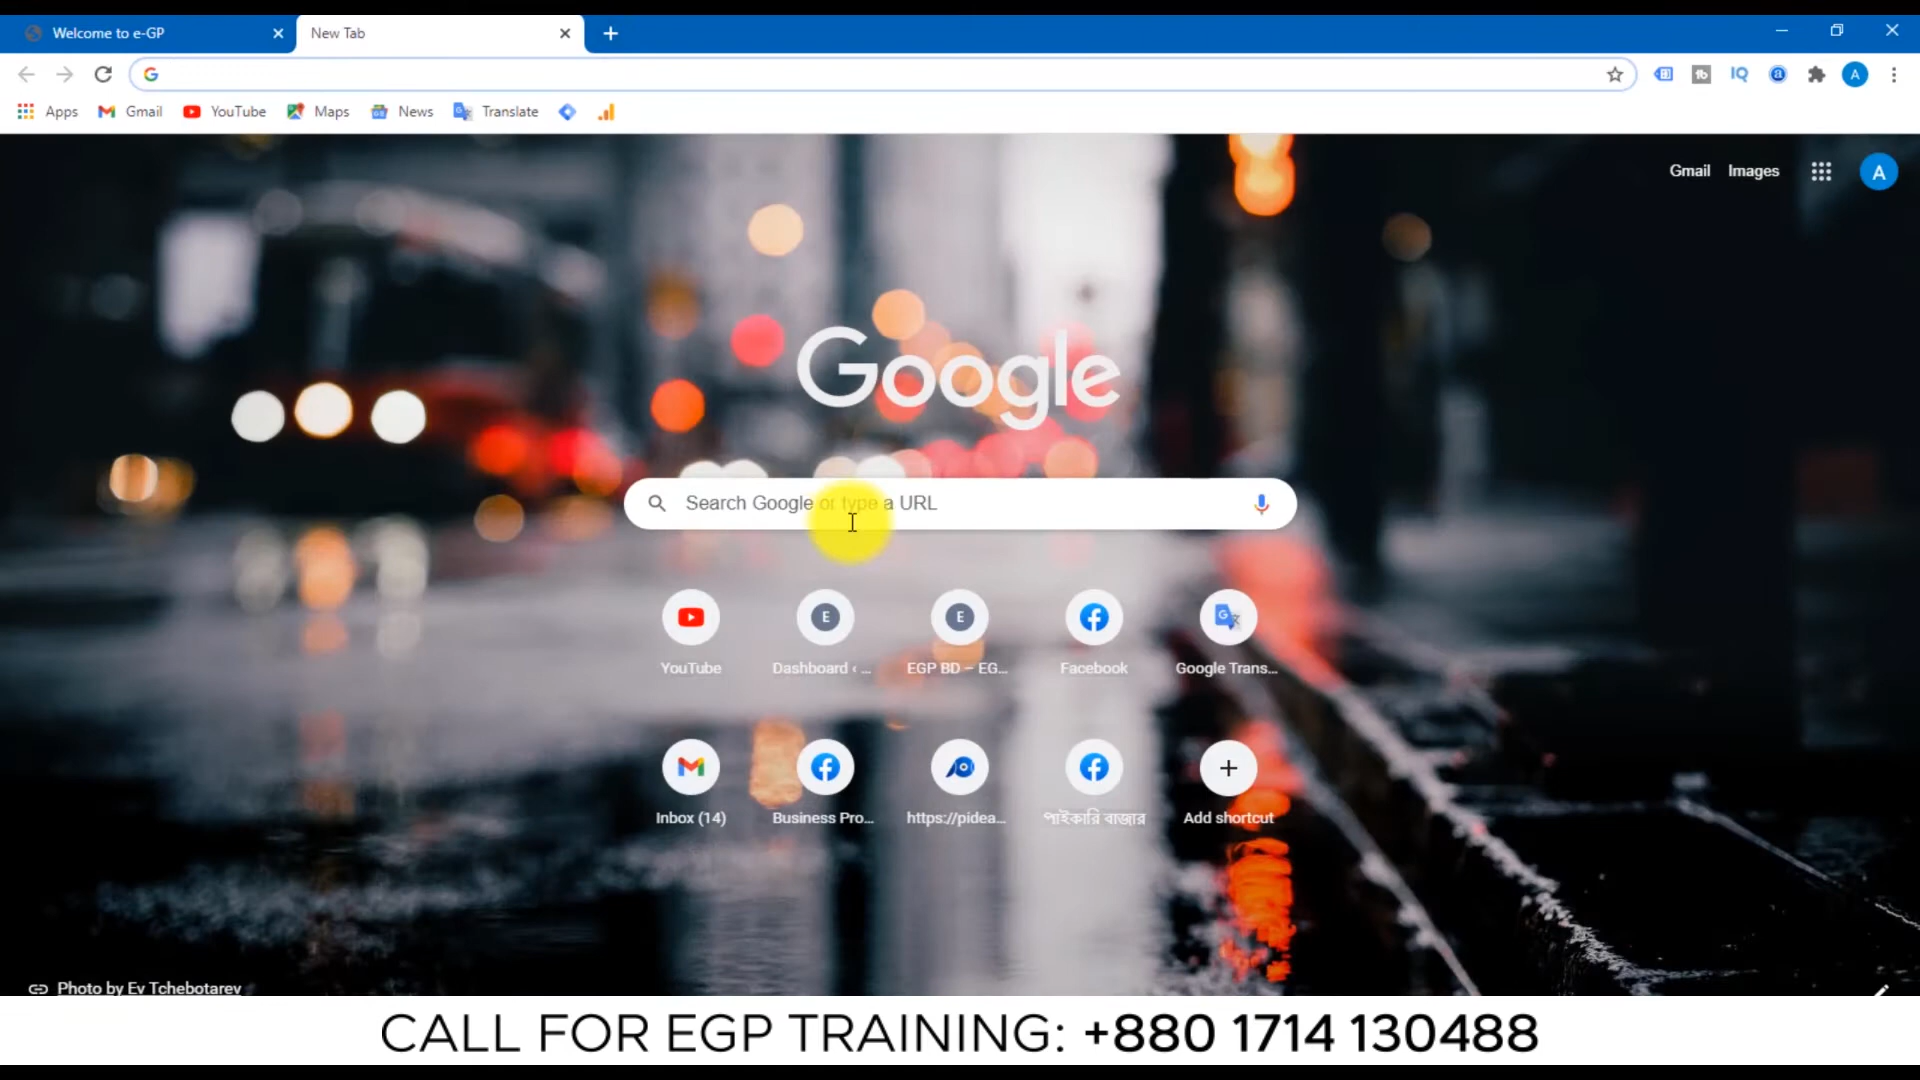 Welcome to e-GP
New Tab
Apps
Gmail
YouTube
Maps
News
Translate
Gmail
Images
A
Google
Search Google or type a URL
YouTube
Dashboard ‹ ...
EGP BD – EG...
Facebook
Google Trans...
Inbox (14)
Business Pro...
https://pidea...
পাইকারি বাজার
Add shortcut
Photo by Ev Tchebotarev
CALL FOR EGP TRAINING: +880 1714 130488